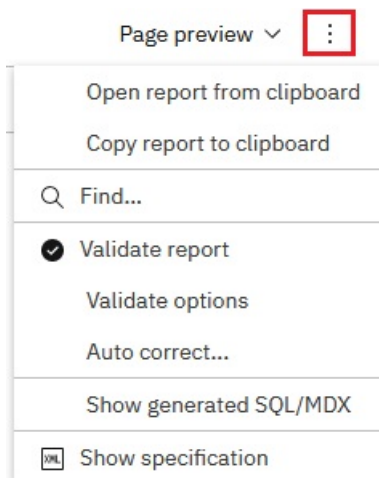 Page preview
Open report from clipboard
Copy report to clipboard
Find...
Validate report
Validate options
Auto correct...
Show generated SQL/MDX
XML Show specification